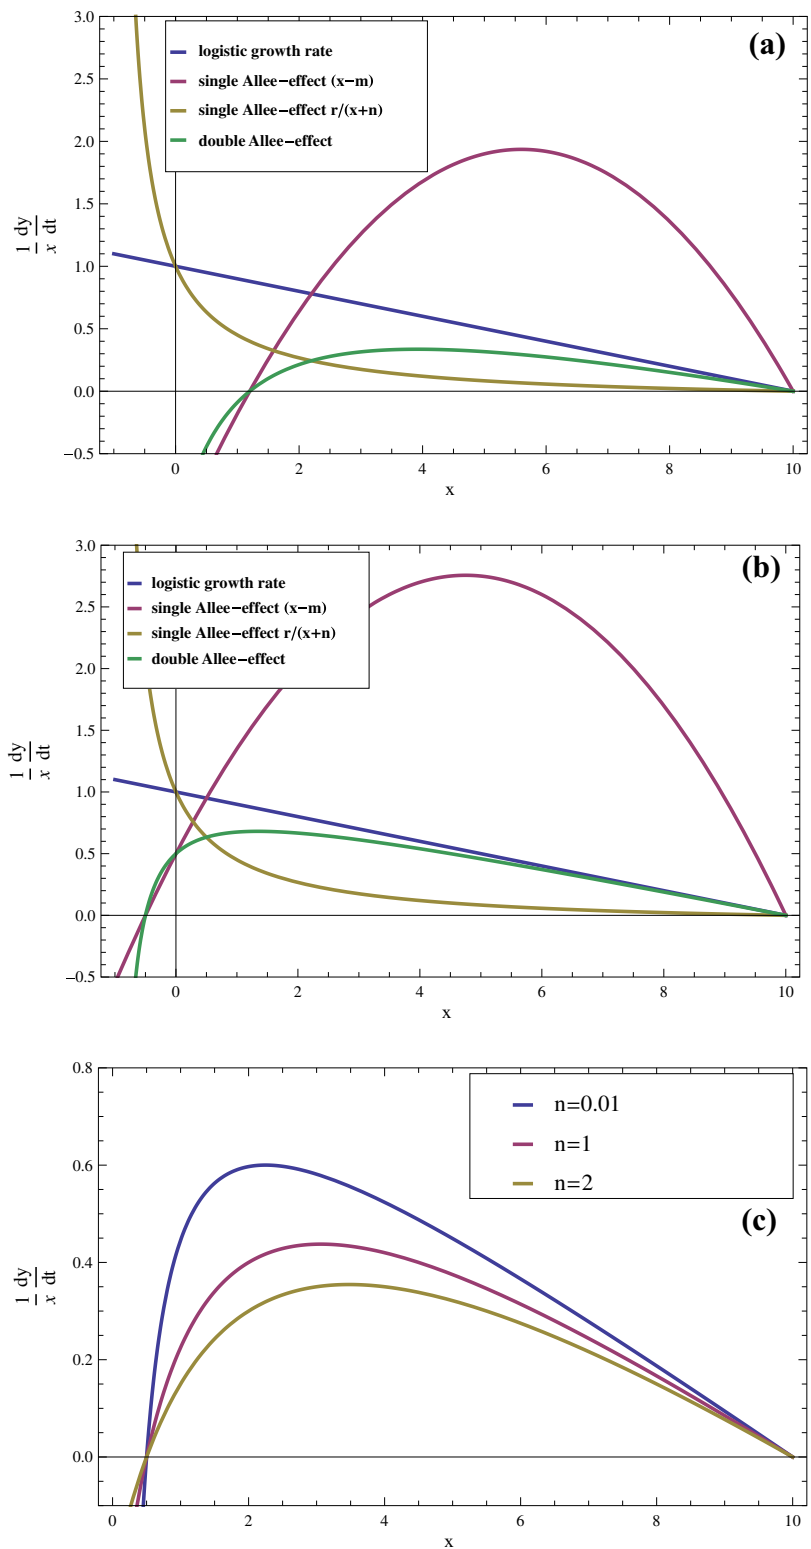 3.0
2.5
2.0
1.5
1.0
0.5
0.0
−0.5
logistic growth rate
single Allee−effect (x−m)
single Allee−effect r/(x+n)
double Allee−effect
(a)
1 dy
x dt
0 2 4 6 8 10
x
3.0
2.5
2.0
1.5
1.0
0.5
0.0
−0.5
logistic growth rate
single Allee−effect (x−m)
single Allee−effect r/(x+n)
double Allee−effect
(b)
1 dy
x dt
0 2 4 6 8 10
x
0.8
0.6
0.4
0.2
0.0
n=0.01
n=1
n=2
(c)
1 dy
x dt
0 2 4 6 8 10
x